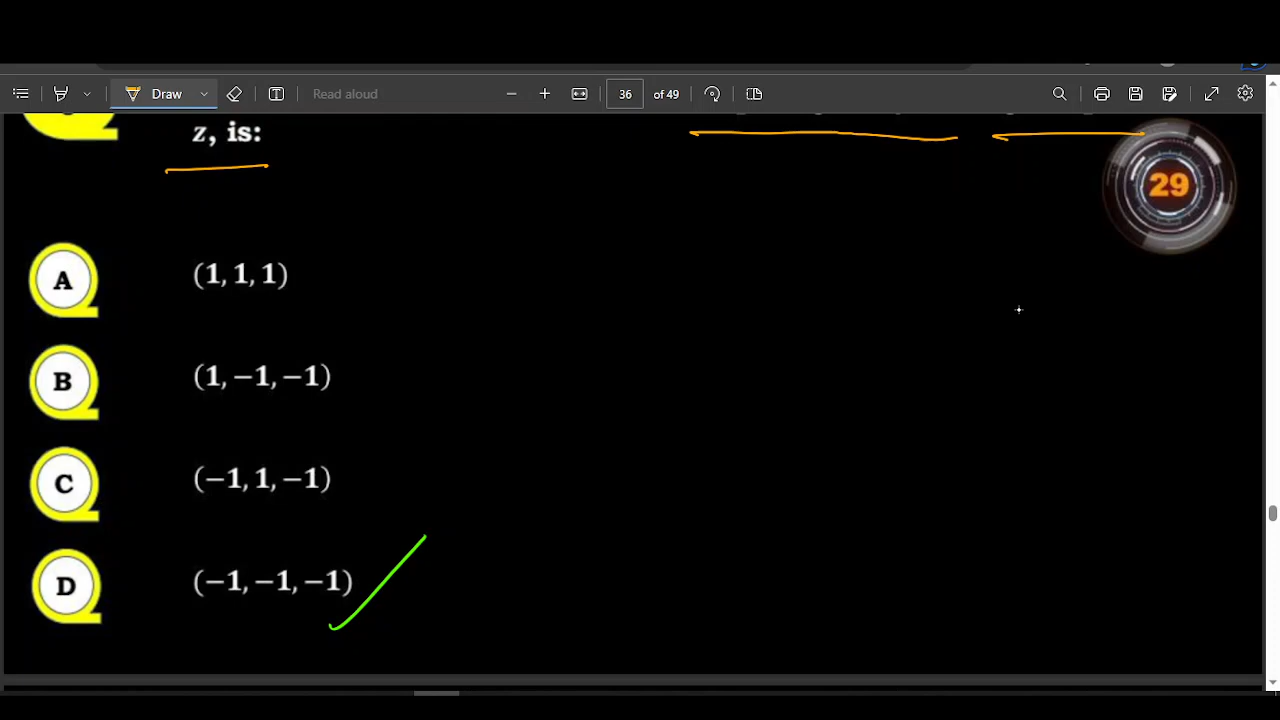 Draw
Read aloud
36 of 49
z, is:
29
A (1, 1, 1)
B (1, −1, −1)
C (−1, 1, −1)
D (−1, −1, −1)